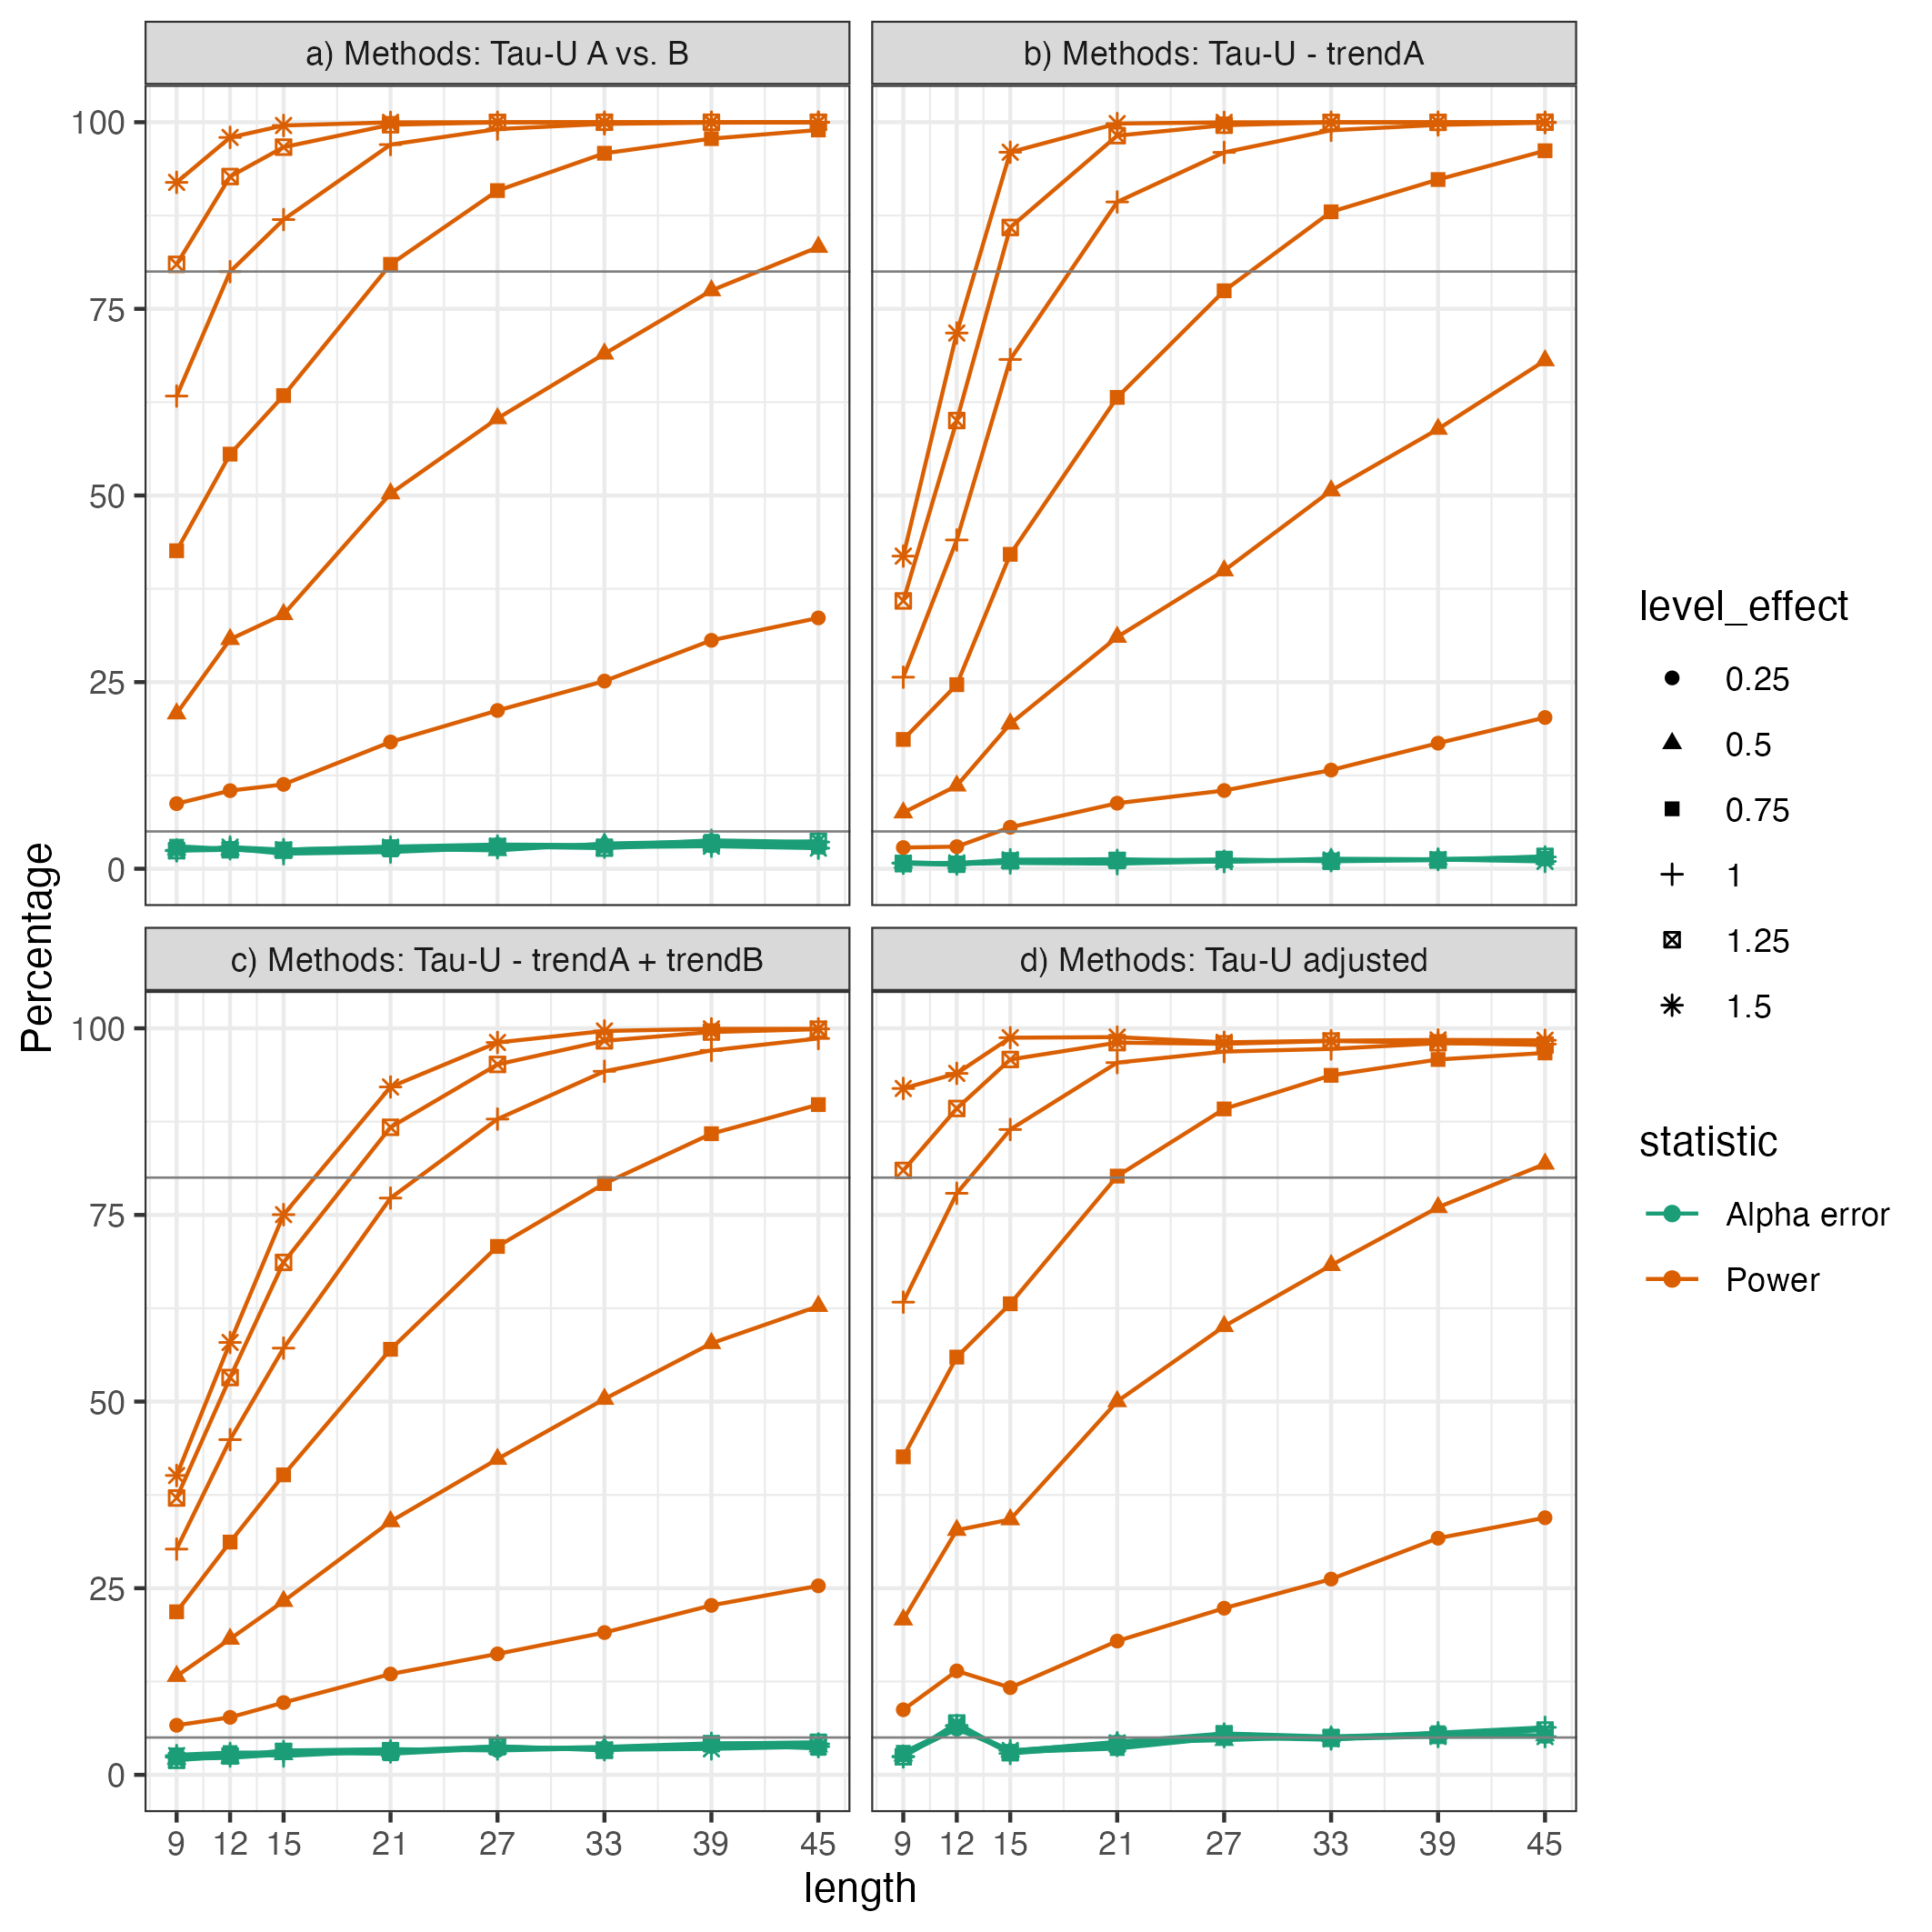 a) Methods: Tau-U A vs. B
b) Methods: Tau-U - trendA
100
75
50
25
0
c) Methods: Tau-U - trendA + trendB
d) Methods: Tau-U adjusted
100
75
50
25
0
9 12 15 21 27 33 39 45
9 12 15 21 27 33 39 45
length
Percentage
level_effect
0.25
0.5
0.75
1
1.25
1.5
statistic
Alpha error
Power